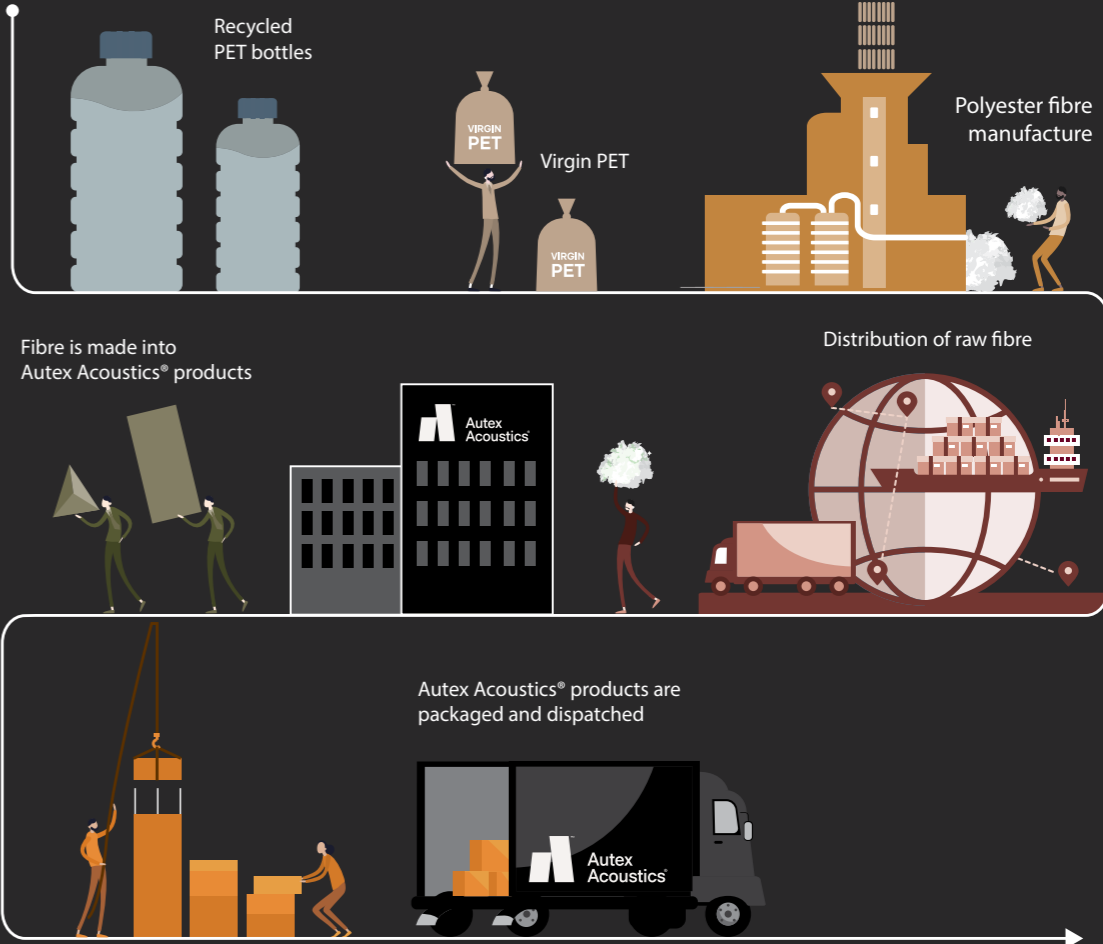 Recycled
PET bottles
VIRGIN
PET
Virgin PET
VIRGIN
PET
Polyester fibre
manufacture
Distribution of raw fibre
Fibre is made into
Autex Acoustics® products
Autex
Acoustics®
Autex Acoustics® products are
packaged and dispatched
Autex
Acoustics®